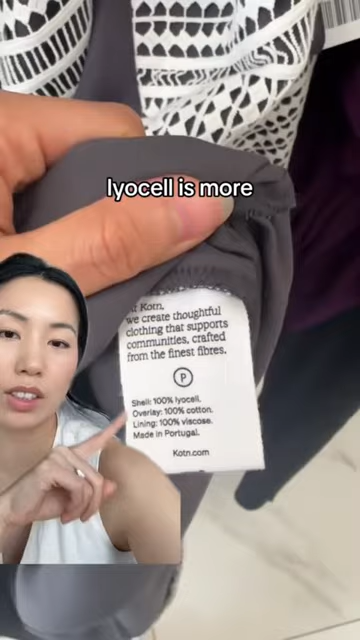 lyocell is more
At Kotn,
we create thoughtful
clothing that supports
communities, crafted
from the finest fibres.
P
Shell: 100% lyocell.
Overlay: 100% cotton.
Lining: 100% viscose.
Made in Portugal.
Kotn.com